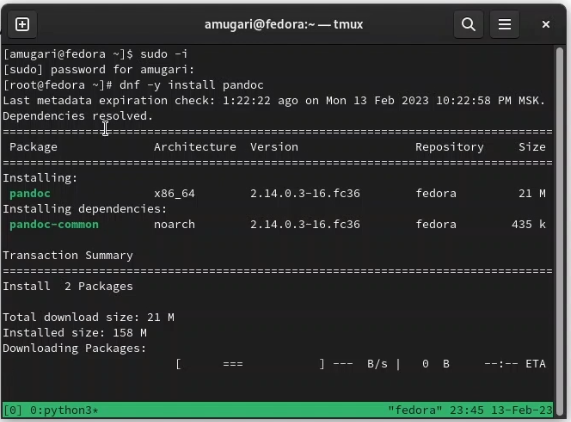 amugari@fedora:~ — tmux
[amugari@fedora ~]$ sudo -i
[sudo] password for amugari:
[root@fedora ~]# dnf -y install pandoc
Last metadata expiration check: 1:22:22 ago on Mon 13 Feb 2023 10:22:58 PM MSK.
Dependencies resolved.
================================================================================
Package Architecture Version Repository Size
================================================================================
Installing:
pandoc x86_64 2.14.0.3-16.fc36 fedora 21 M
Installing dependencies:
pandoc-common noarch 2.14.0.3-16.fc36 fedora 435 k
Transaction Summary
================================================================================
Install 2 Packages
Total download size: 21 M
Installed size: 158 M
Downloading Packages:
[ === ] --- B/s | 0 B --:-- ETA
[0] 0:python3* "fedora" 23:45 13-Feb-23